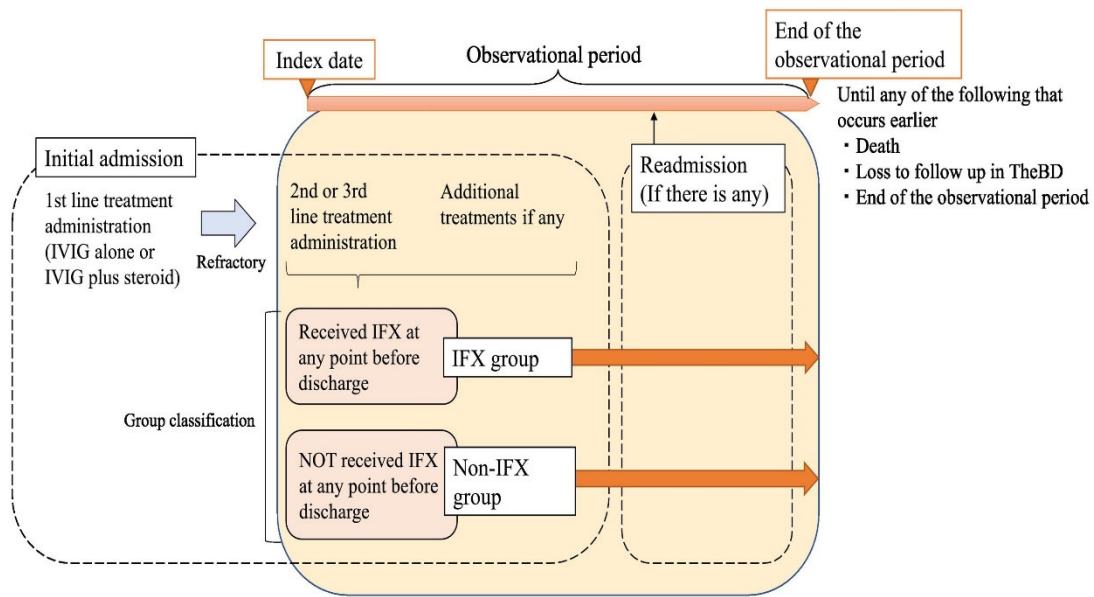 Index date
Observational period
End of the
observational period
Until any of the following that
occurs earlier
・Death
・Loss to follow up in TheBD
・End of the observational period
Initial admission
1st line treatment
administration
(IVIG alone or
IVIG plus steroid)
Refractory
2nd or 3rd
line treatment
administration
Additional
treatments if any
Readmission
(If there is any)
Group classification
Received IFX at
any point before
discharge
IFX group
NOT received IFX
at any point before
discharge
Non-IFX
group